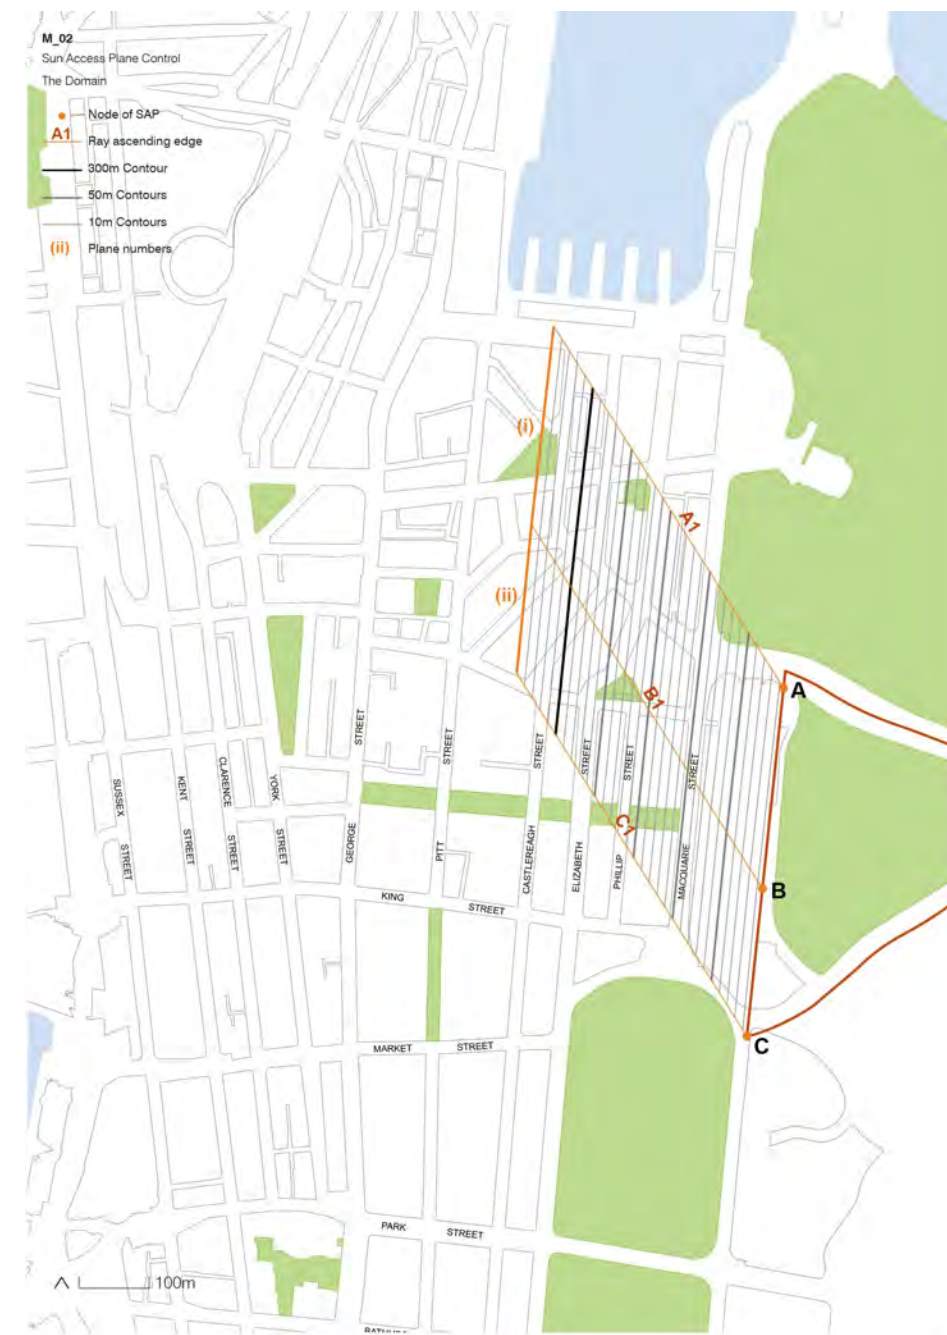 M_02
Sun Access Plane Control
The Domain
Node of SAP
A1
Ray ascending edge
300m Contour
50m Contours
10m Contours
(ii)
Plane numbers
(i)
A1
(ii)
A
B1
B
C1
C
STREET
STREET
STREET
STREET
STREET
STREET
SUSSEX
STREET
KENT
STREET
CLARENCE
STREET
YORK
STREET
GEORGE
PITT
CASTLEREAGH
ELIZABETH
PHILLIP
MACQUARIE
KING
STREET
MARKET
STREET
PARK
STREET
100m